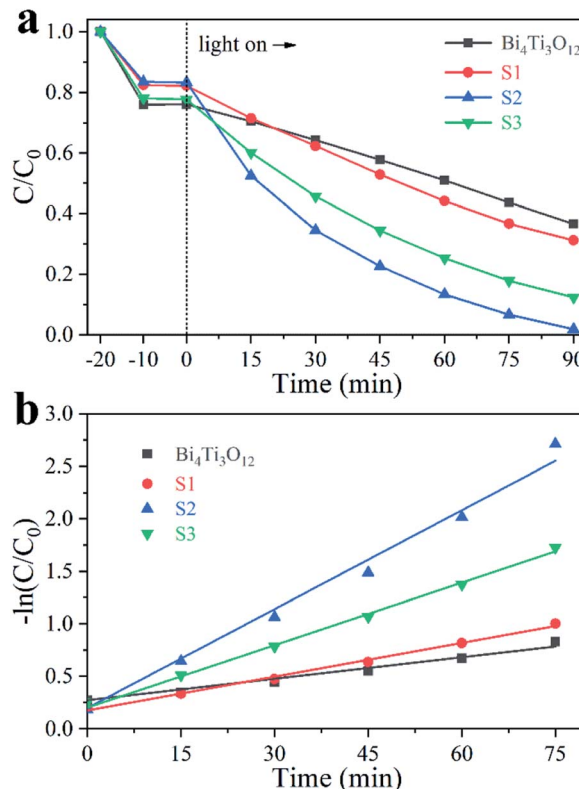 a
light on →
Bi₄Ti₃O₁₂
S1
S2
S3
1.0
0.8
0.6
0.4
0.2
0.0
C/C₀
-20 -10 0 15 30 45 60 75 90
Time (min)
b
Bi₄Ti₃O₁₂
S1
S2
S3
3.0
2.5
2.0
1.5
1.0
0.5
0.0
-ln(C/C₀)
0 15 30 45 60 75
Time (min)